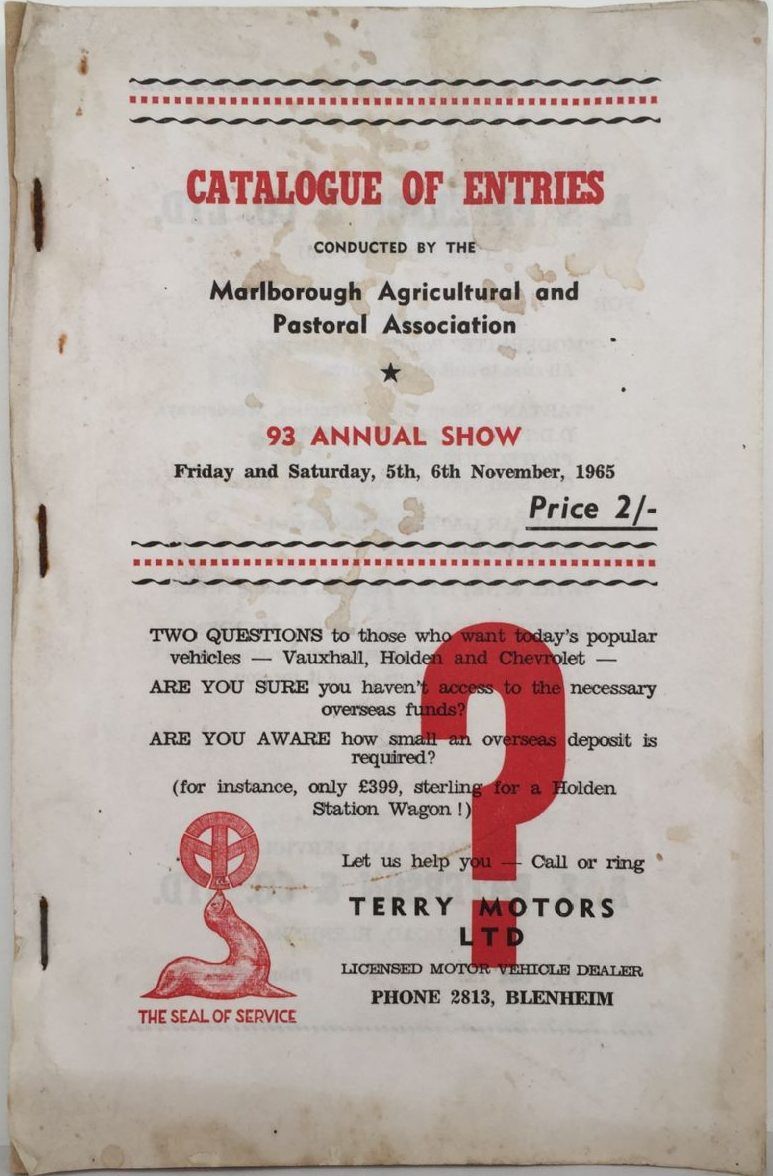 CATALOGUE OF ENTRIES
CONDUCTED BY THE
Marlborough Agricultural and
Pastoral Association
★
93 ANNUAL SHOW
Friday and Saturday, 5th, 6th November, 1965
Price 2/-
TWO QUESTIONS to those who want today's popular
vehicles — Vauxhall, Holden and Chevrolet —
ARE YOU SURE you haven't access to the necessary
overseas funds?
ARE YOU AWARE how small an overseas deposit is
required?
(for instance, only £399, sterling for a Holden
Station Wagon!)
?
Let us help you — Call or ring
TERRY MOTORS
LTD
LICENSED MOTOR VEHICLE DEALER
PHONE 2813, BLENHEIM
THE SEAL OF SERVICE